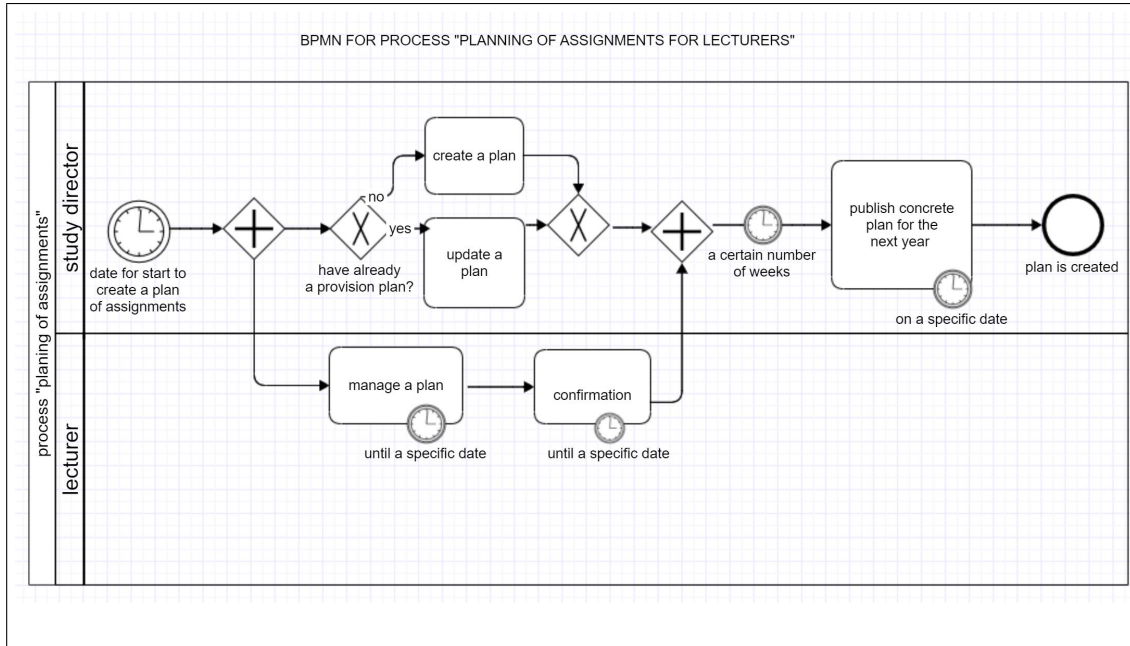 BPMN FOR PROCESS "PLANNING OF ASSIGNMENTS FOR LECTURERS"
process "planing of assignments"
study director
date for start to
create a plan
of assignments
no
yes
have already
a provision plan?
create a plan
update a
plan
a certain number
of weeks
publish concrete
plan for the
next year
on a specific date
plan is created
lecturer
manage a plan
until a specific date
confirmation
until a specific date